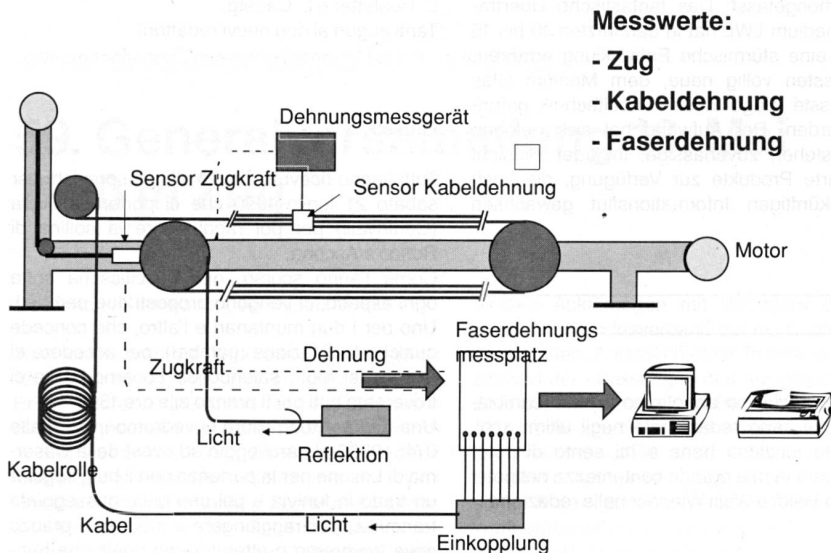 Messwerte:
- Zug
- Kabeldehnung
- Faserdehnung
Dehnungsmessgerät
Sensor Zugkraft
Sensor Kabeldehnung
Motor
Faserdehnungs
messplatz
Dehnung
Zugkraft
Licht
Reflektion
Kabelrolle
Kabel
Licht
Einkopplung